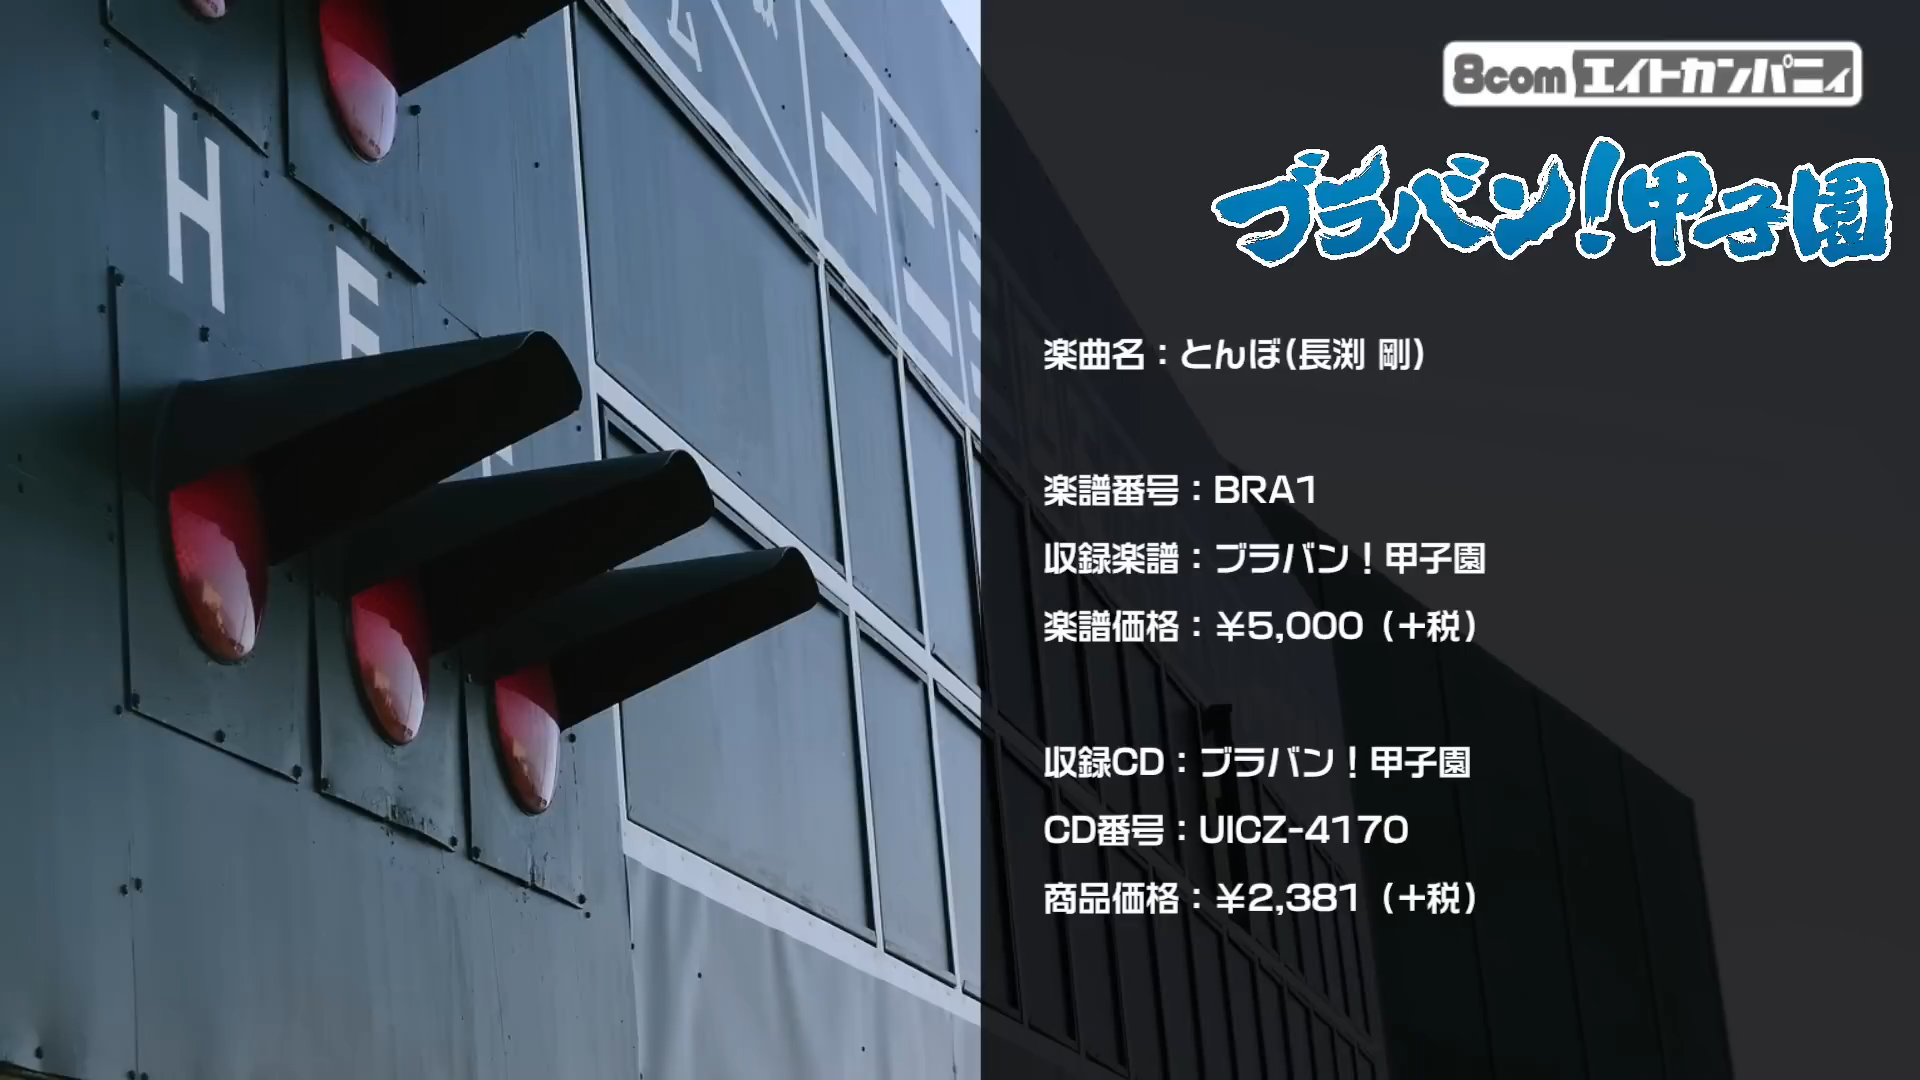 8com エイトカンパニィ
ブラバン!甲子園
楽曲名：とんぼ(長渕 剛)
楽譜番号：BRA1
収録楽譜：ブラバン！甲子園
楽譜価格：¥5,000（+税）
収録CD：ブラバン！甲子園
CD番号：UICZ-4170
商品価格：¥2,381（+税）
H
E